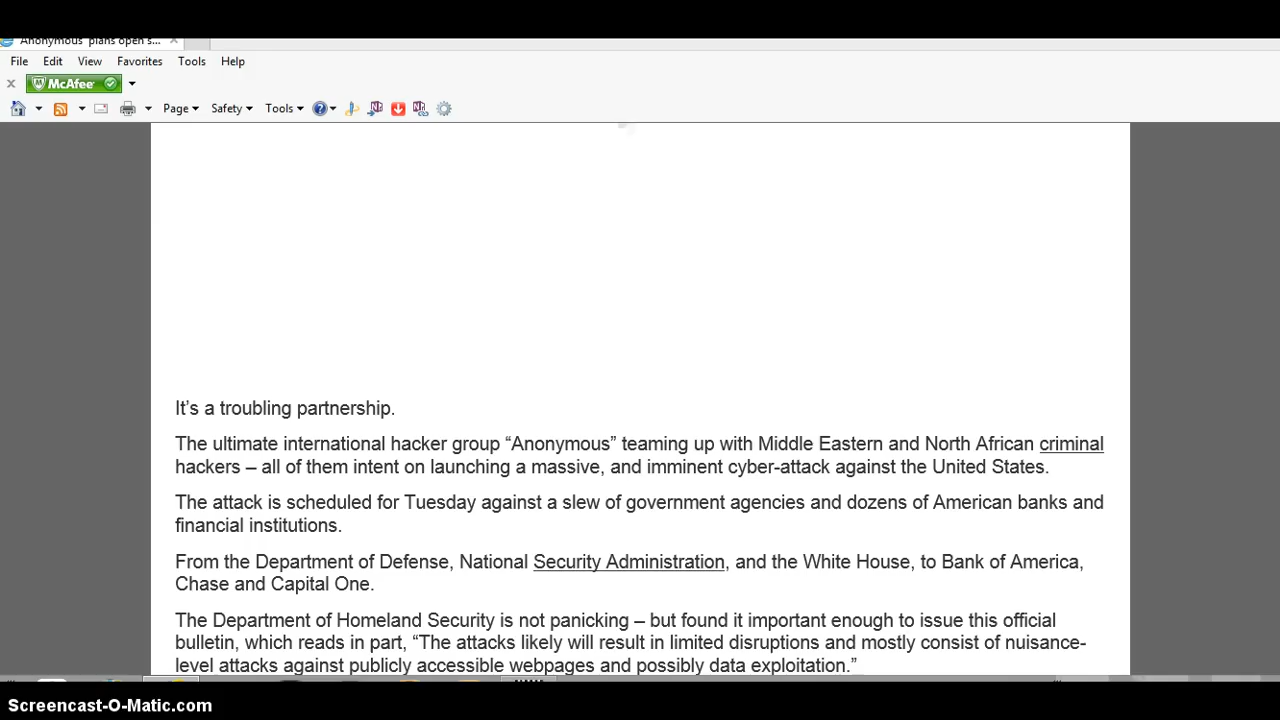 Anonymous' plans open s...
File Edit View Favorites Tools Help
McAfee
Page Safety Tools
It’s a troubling partnership.
The ultimate international hacker group “Anonymous” teaming up with Middle Eastern and North African criminal
hackers – all of them intent on launching a massive, and imminent cyber-attack against the United States.
The attack is scheduled for Tuesday against a slew of government agencies and dozens of American banks and
financial institutions.
From the Department of Defense, National Security Administration, and the White House, to Bank of America,
Chase and Capital One.
The Department of Homeland Security is not panicking – but found it important enough to issue this official
bulletin, which reads in part, “The attacks likely will result in limited disruptions and mostly consist of nuisance-
level attacks against publicly accessible webpages and possibly data exploitation.”
Screencast-O-Matic.com